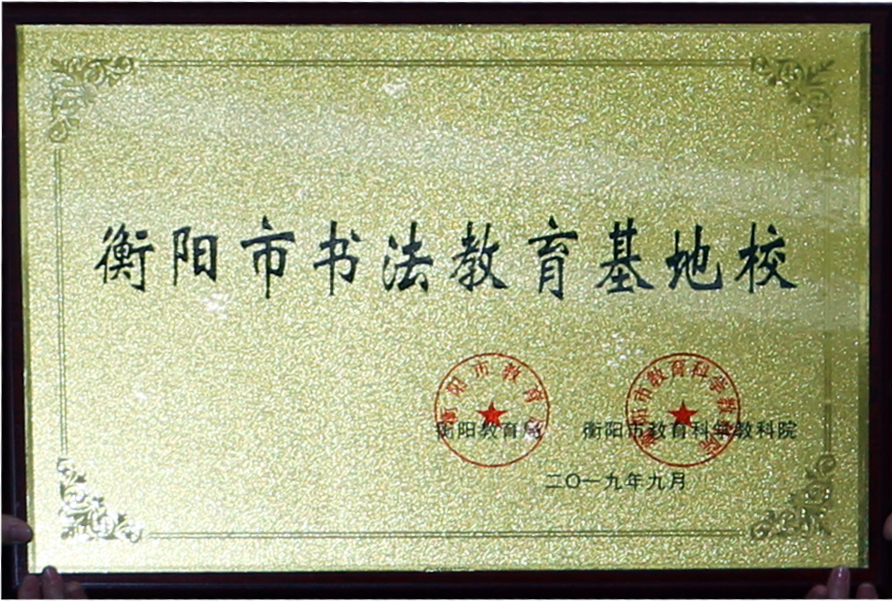 衡阳市书法教育基地校
衡阳教育局 衡阳市教育科学教科院
二〇一九年九月